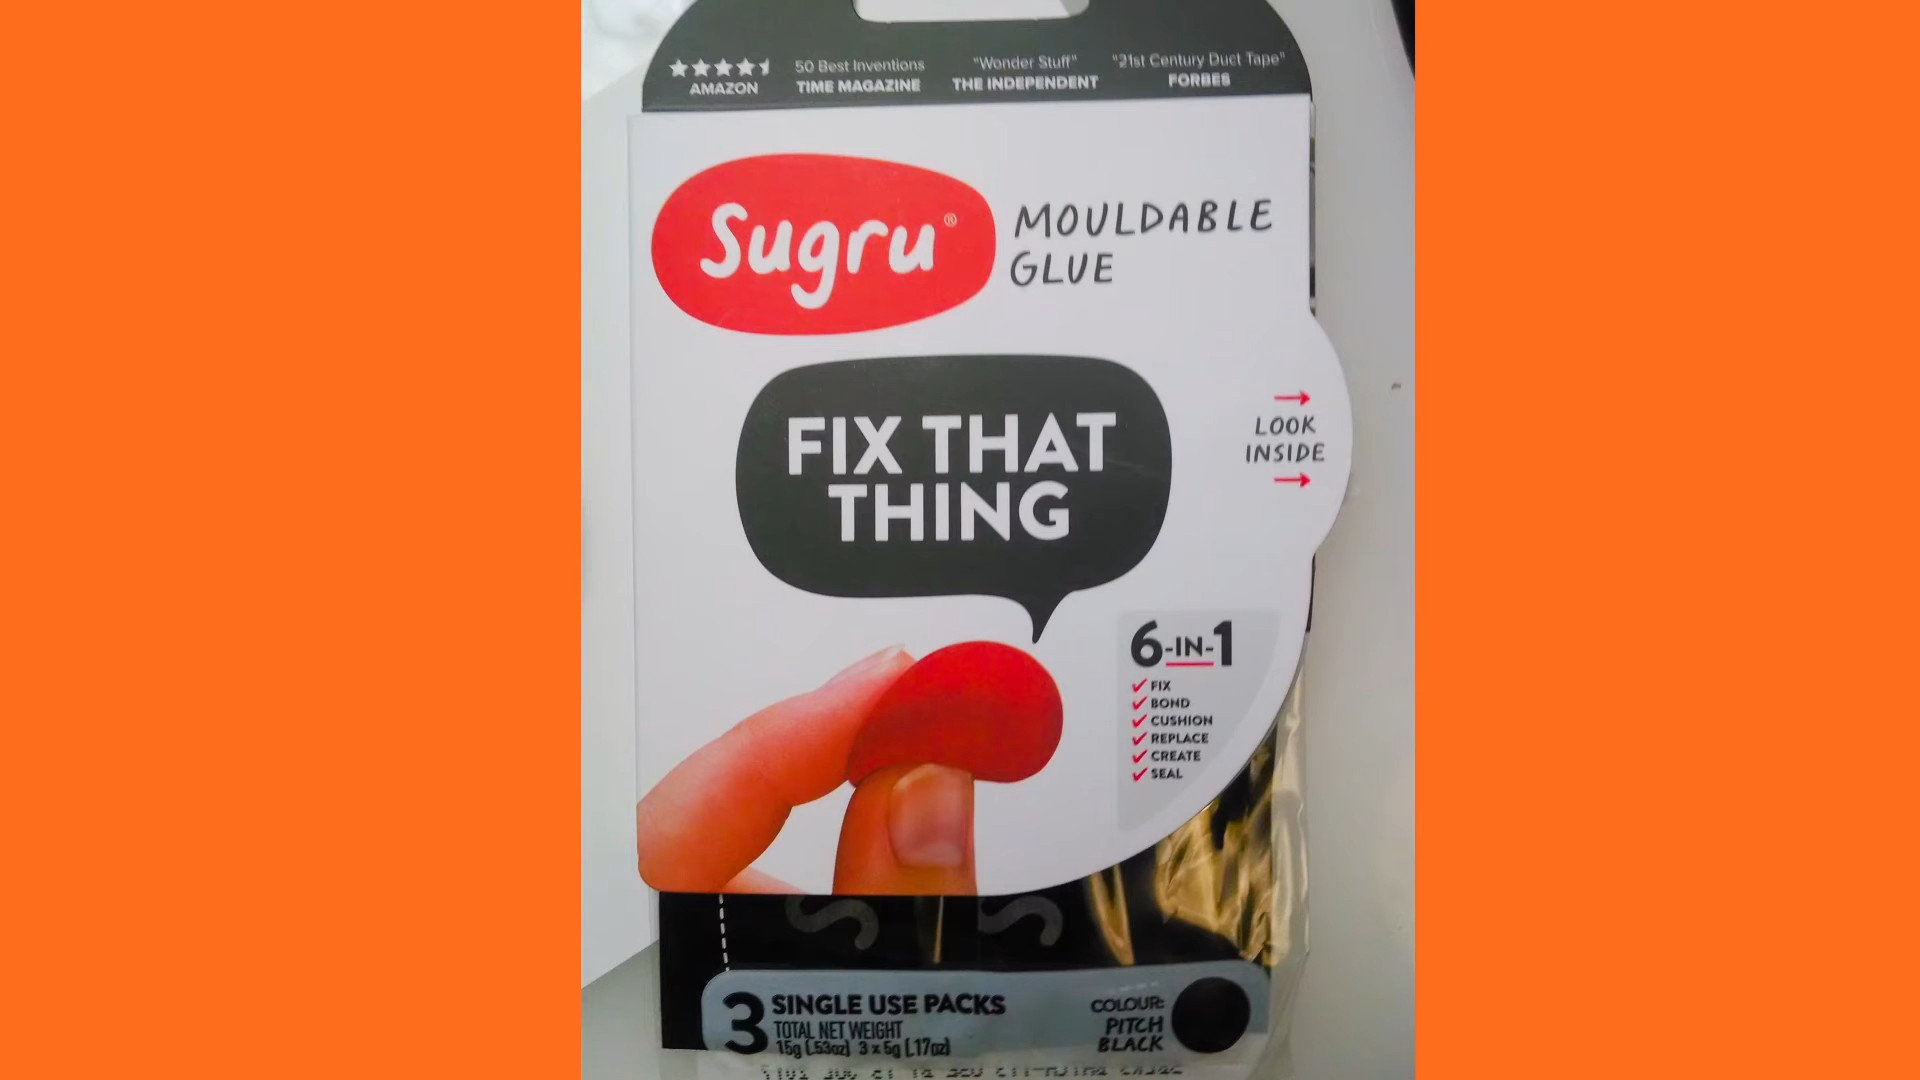 AMAZON
50 Best Inventions
TIME MAGAZINE
"Wonder Stuff"
THE INDEPENDENT
"21st Century Duct Tape"
FORBES
Sugru®
MOULDABLE
GLUE
FIX THAT
THING
LOOK
INSIDE
6-IN-1
FIX
BOND
CUSHION
REPLACE
CREATE
SEAL
S S
3 SINGLE USE PACKS
TOTAL NET WEIGHT
15g [.53oz] 3 x 5g [.17oz]
COLOUR:
PITCH
BLACK